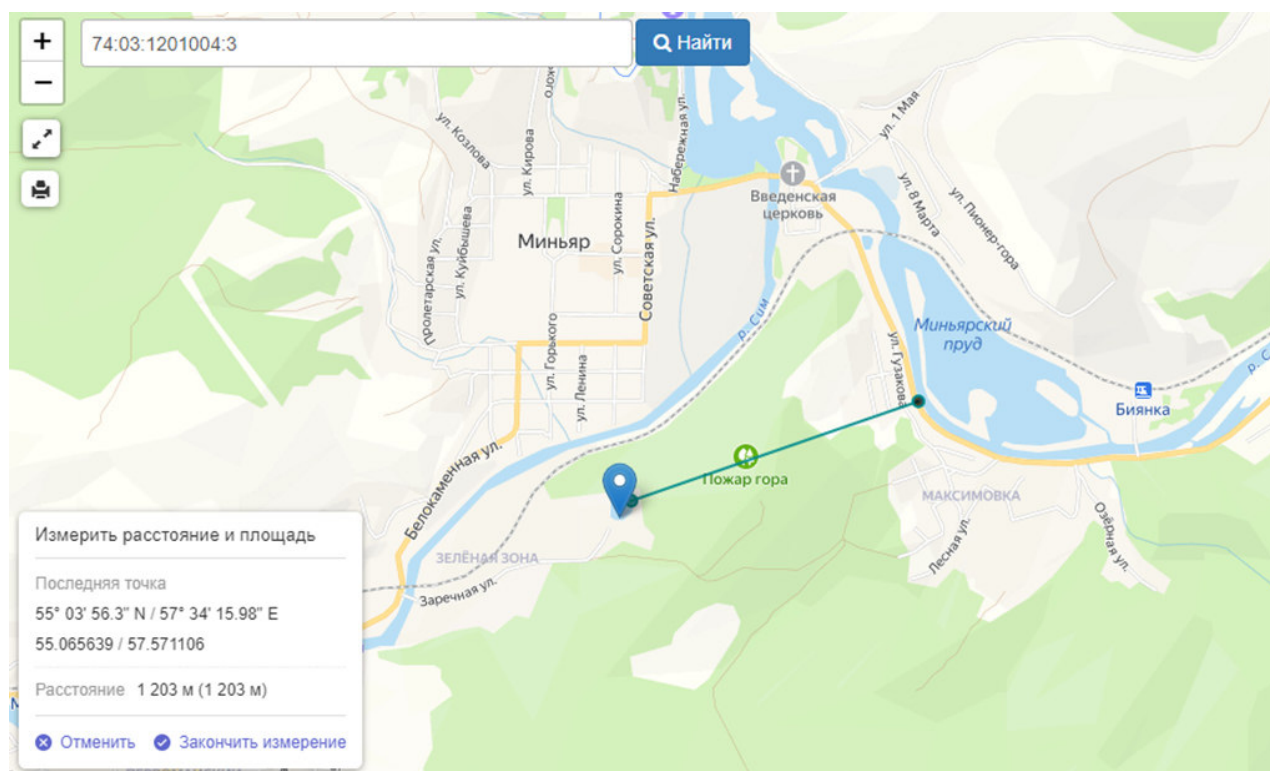 +
74:03:1201004:3
Найти
−
ул. Козлова
ул. Кирова
Набережная ул.
ул. 1 Мая
Введенская
церковь
ул. 8 Марта
ул. Пионер-гора
Пролетарская ул.
ул. Куйбышева
Миньяр
ул. Сорокина
Советская ул.
р. Сим
Миньярский
пруд
ул. Гузакова
ул. Горького
ул. Ленина
Биянка
Белокаменная ул.
Пожар гора
МАКСИМОВКА
Лесная ул.
Озёрная ул.
ЗЕЛЁНАЯ ЗОНА
Заречная ул.
Измерить расстояние и площадь
Последняя точка
55° 03' 56.3" N / 57° 34' 15.98" E
55.065639 / 57.571106
Расстояние 1 203 м (1 203 м)
Отменить Закончить измерение